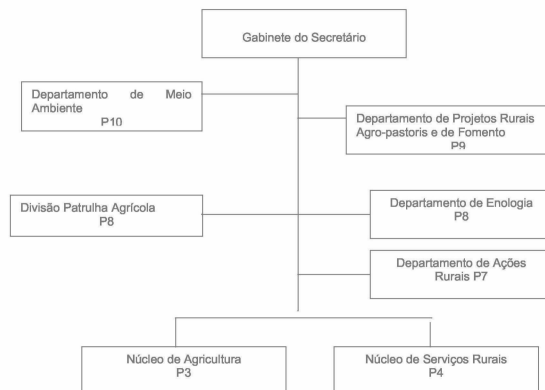 Gabinete do Secretário
Departamento de Meio
Ambiente
P10
Departamento de Projetos Rurais
Agro-pastoris e de Fomento
P9
Divisão Patrulha Agrícola
P8
Departamento de Enologia
P8
Departamento de Ações
Rurais P7
Núcleo de Agricultura
P3
Núcleo de Serviços Rurais
P4